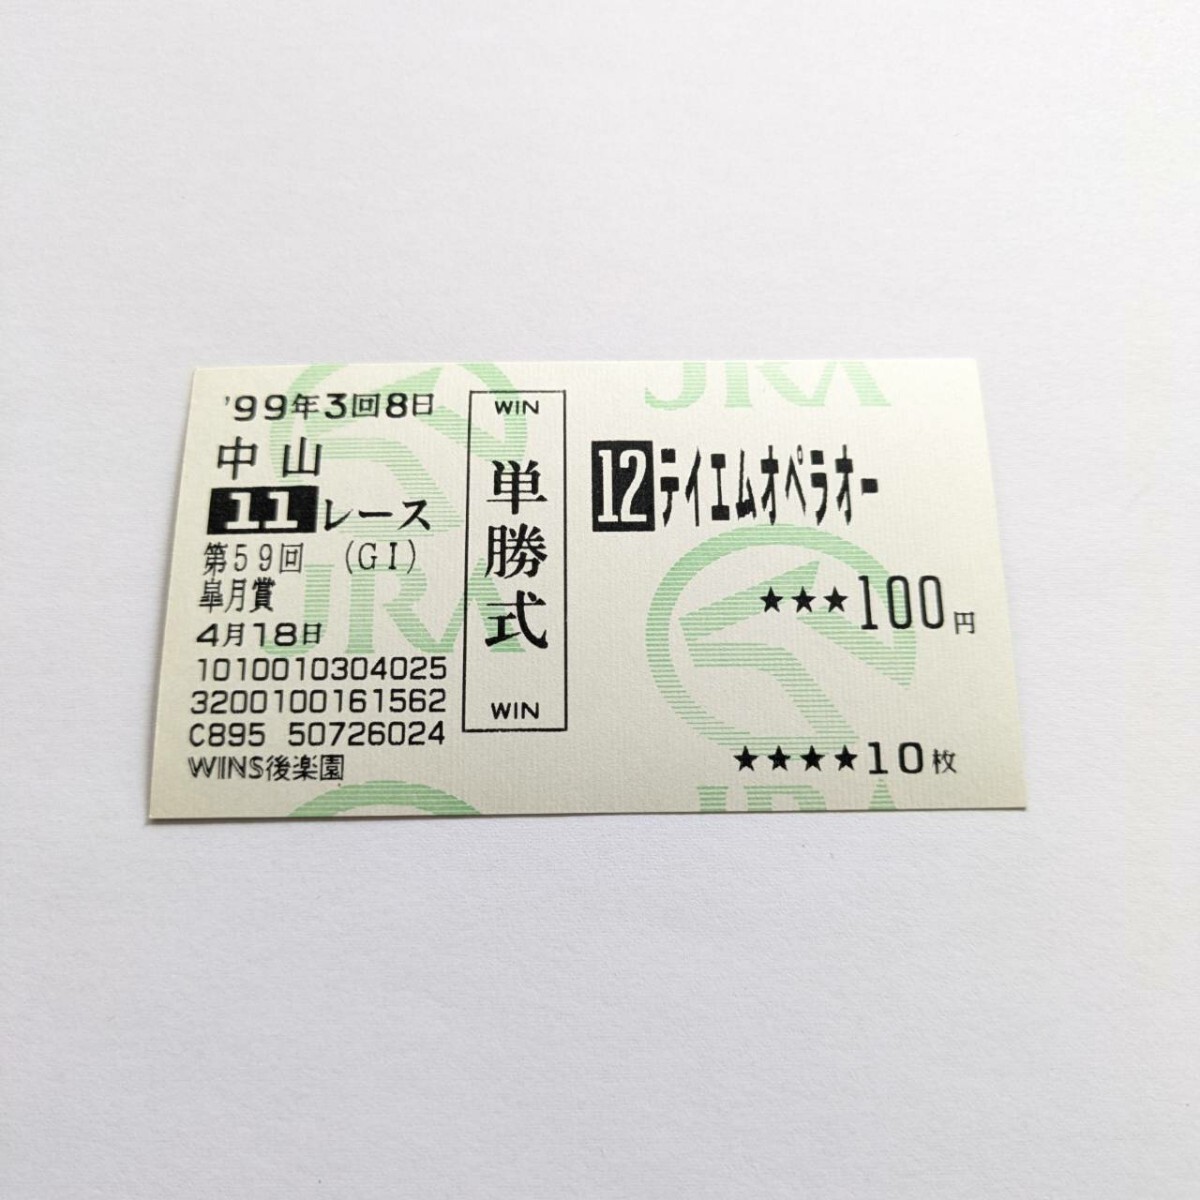 '99年3回8日
中山
11レース
第59回 (GI)
皐月賞
4月18日
1010010304025
3200100161562
C895 50726024
WINS後楽園
WIN
単勝式
WIN
JRA
12テイエムオペラオー
★★★100円
★★★★10枚
JRA
JRA